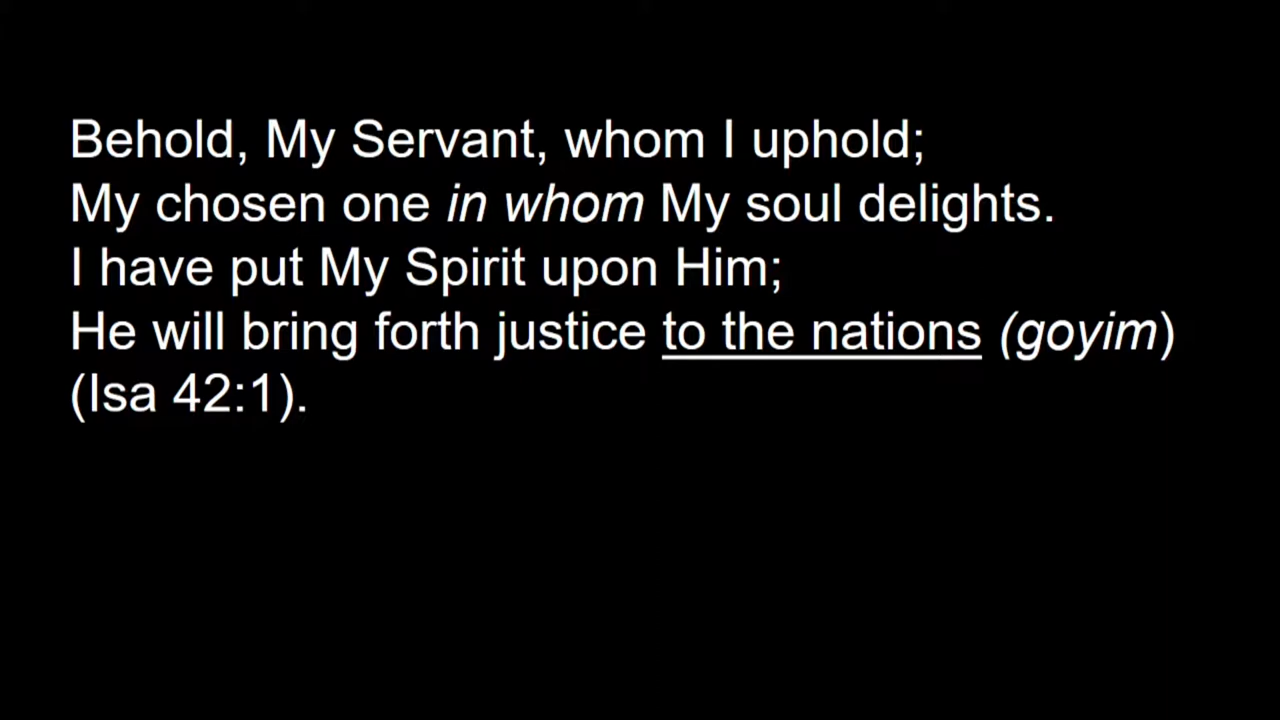 Behold, My Servant, whom I uphold;
My chosen one in whom My soul delights.
I have put My Spirit upon Him;
He will bring forth justice to the nations (goyim)
(Isa 42:1).